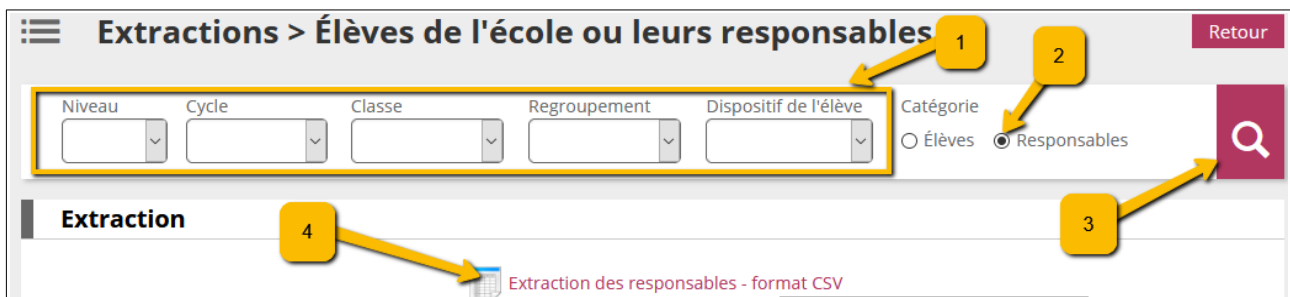 Extractions > Élèves de l'école ou leurs responsables
1
2
Retour
Niveau
Cycle
Classe
Regroupement
Dispositif de l'élève
Catégorie
Élèves
Responsables
Extraction
4
3
Extraction des responsables - format CSV